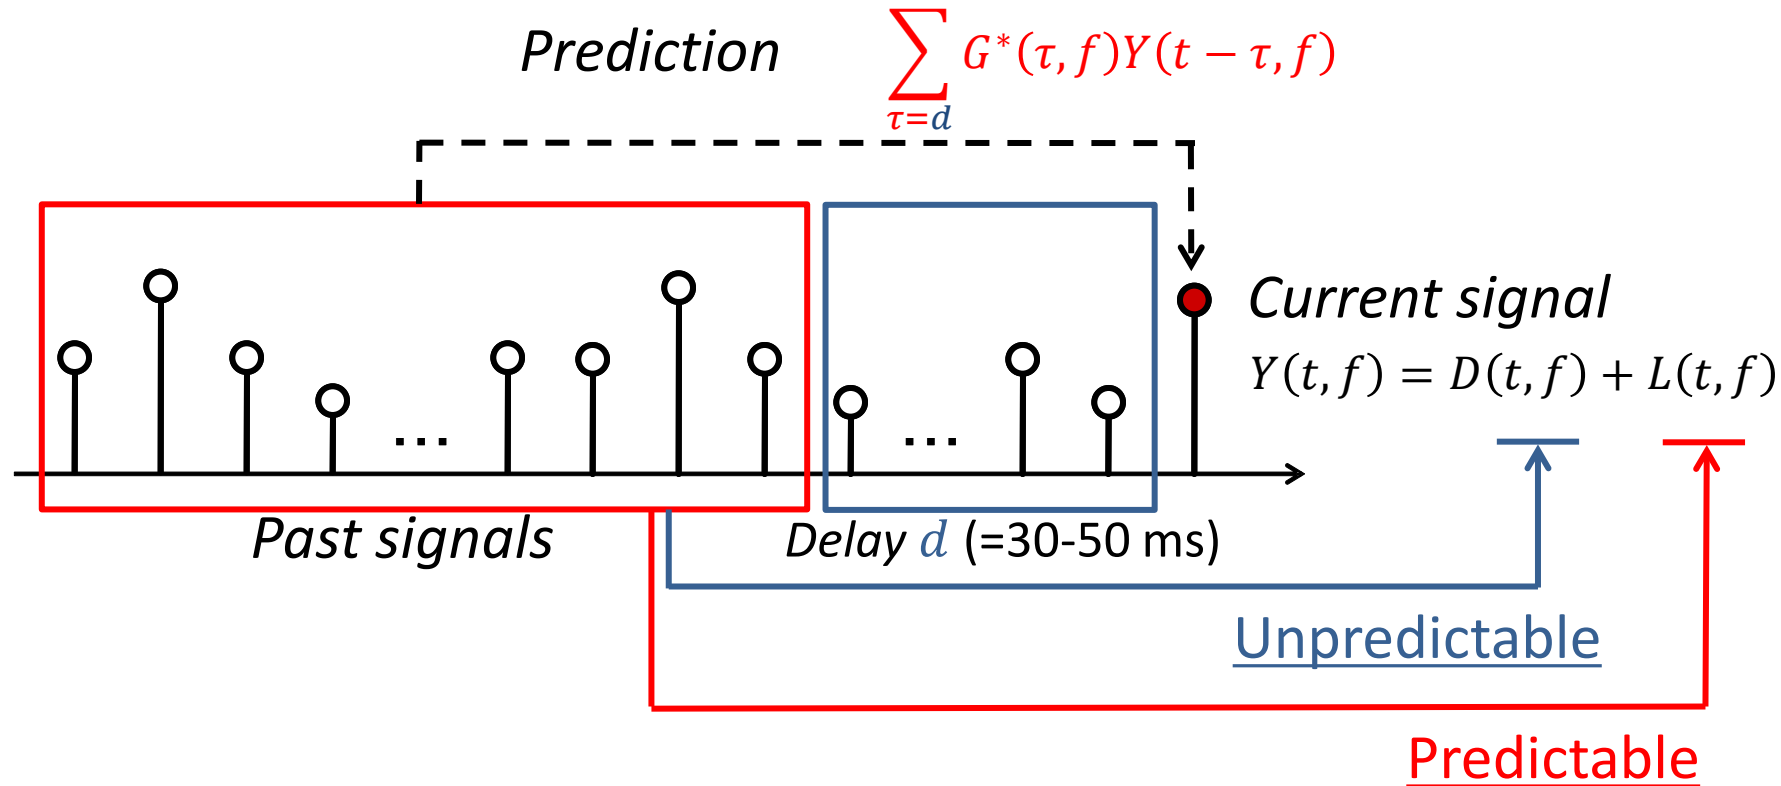 Prediction ∑ G*(τ, f)Y(t − τ, f)
τ=d
Current signal
Y(t, f) = D(t, f) + L(t, f)
... ...
Past signals Delay d (=30-50 ms)
Unpredictable
Predictable